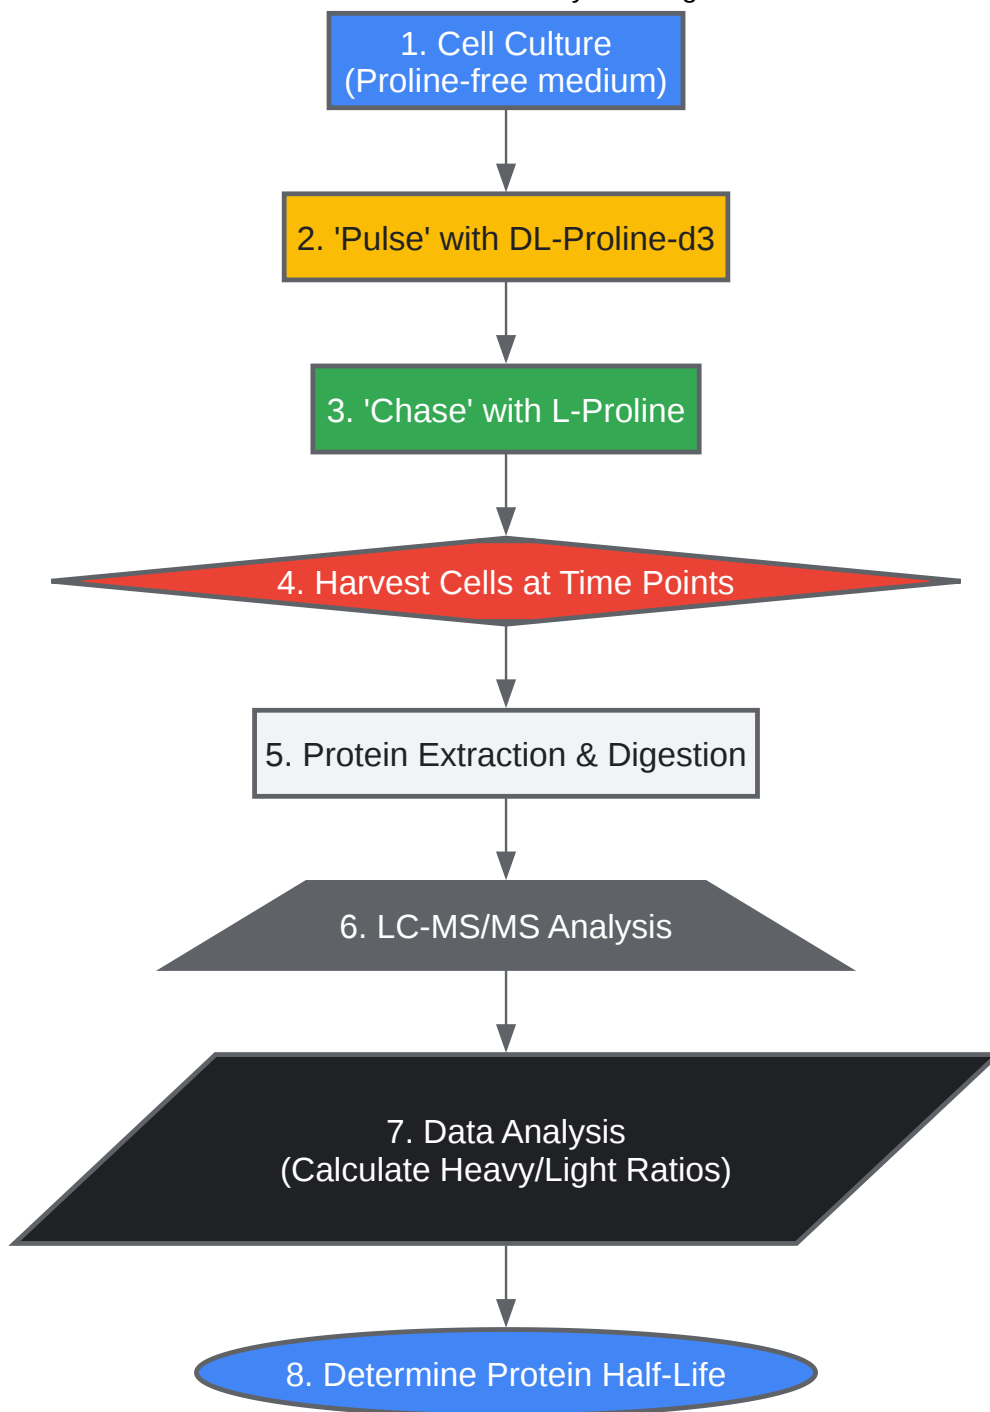 1. Cell Culture
(Proline-free medium)
2. 'Pulse' with DL-Proline-d3
3. 'Chase' with L-Proline
4. Harvest Cells at Time Points
5. Protein Extraction & Digestion
6. LC-MS/MS Analysis
7. Data Analysis
(Calculate Heavy/Light Ratios)
8. Determine Protein Half-Life